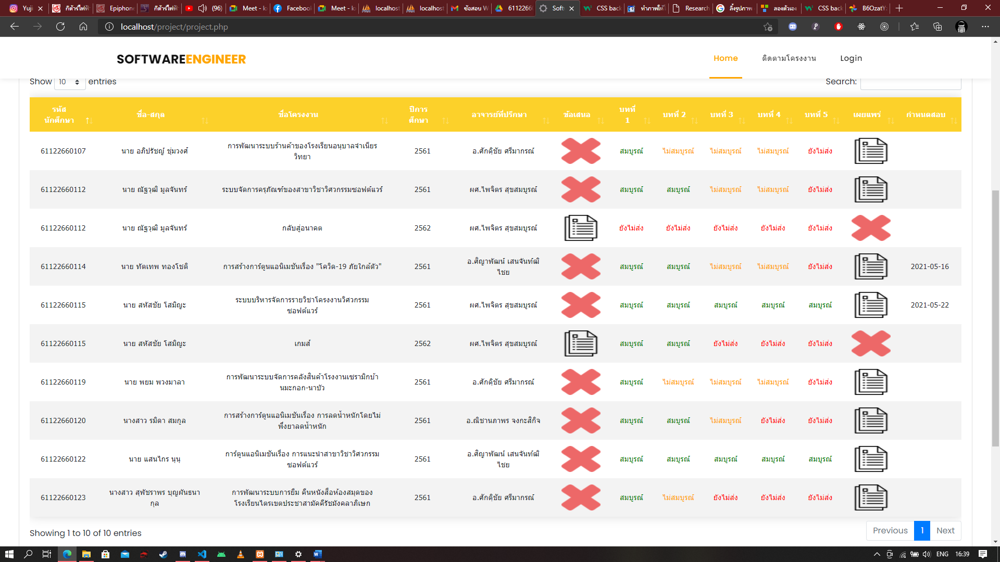 Yuji
กีต้าร์ไฟฟ้
Epiphone
กีต้าร์ไฟฟ้
(96)
Meet - k
Facebook
Meet - k
localhost
localhost
ข้อสอบ W
6112266
Soft
CSS back
ทำภาพให้
Research
ลิ้งรูปภาพ
ลองตัวเอง
CSS back
B6OzatY
localhost/project/project.php
SOFTWAREENGINEER
Home ติดตามโครงงาน Login
Show 10 entries Search:
รหัสนักศึกษา ชื่อ-สกุล ชื่อโครงงาน ปีการศึกษา อาจารย์ที่ปรึกษา ข้อเสนอ บทที่ 1 บทที่ 2 บทที่ 3 บทที่ 4 บทที่ 5 เผยแพร่ กำหนดสอบ
61122660107 นาย อภิปรัชญ์ ชุ่มวงศ์ การพัฒนาระบบร้านค้าของโรงเรียนอนุบาลจำเนียรวิทยา 2561 อ.ศักดิ์ชัย ศรีมากรณ์ สมบูรณ์ ไม่สมบูรณ์ ไม่สมบูรณ์ ไม่สมบูรณ์ ยังไม่ส่ง
61122660112 นาย ณัฐวุฒิ มูลจันทร์ ระบบจัดการครุภัณฑ์ของสาขาวิชาวิศวกรรมซอฟต์แวร์ 2561 ผศ.ไพจิตร สุขสมบูรณ์ สมบูรณ์ สมบูรณ์ ไม่สมบูรณ์ ไม่สมบูรณ์ ยังไม่ส่ง
61122660112 นาย ณัฐวุฒิ มูลจันทร์ กลับสู่อนาคต 2562 ผศ.ไพจิตร สุขสมบูรณ์ ยังไม่ส่ง ยังไม่ส่ง ยังไม่ส่ง ยังไม่ส่ง ยังไม่ส่ง
61122660114 นาย ทัตเทพ ทองโชติ การสร้างการ์ตูนแอนิเมชันเรื่อง "โควิด-19 ภัยใกล้ตัว" 2561 อ.ศิญาพัฒน์ เสนจันทร์ฒิไชย สมบูรณ์ สมบูรณ์ ไม่สมบูรณ์ ไม่สมบูรณ์ ยังไม่ส่ง 2021-05-16
61122660115 นาย สหัสชัย โสมิญะ ระบบบริหารจัดการรายวิชาโครงงานวิศวกรรมซอฟต์แวร์ 2561 ผศ.ไพจิตร สุขสมบูรณ์ สมบูรณ์ สมบูรณ์ สมบูรณ์ สมบูรณ์ สมบูรณ์ 2021-05-22
61122660115 นาย สหัสชัย โสมิญะ เกมส์ 2562 ผศ.ไพจิตร สุขสมบูรณ์ สมบูรณ์ สมบูรณ์ ยังไม่ส่ง ยังไม่ส่ง ยังไม่ส่ง
61122660119 นาย พยม พวงมาลา การพัฒนาระบบจัดการคลังสินค้าโรงงานเซรามิกบ้านมะกอก-นาบัว 2561 อ.ศักดิ์ชัย ศรีมากรณ์ สมบูรณ์ ไม่สมบูรณ์ ไม่สมบูรณ์ ไม่สมบูรณ์ ยังไม่ส่ง
61122660120 นางสาว รมิดา สมกูล การสร้างการ์ตูนแอนิเมชันเรื่อง การลดน้ำหนักโดยไม่พึ่งยาลดน้ำหนัก 2561 อ.ณิชานภาพร จงกะสิกิจ สมบูรณ์ สมบูรณ์ ไม่สมบูรณ์ ยังไม่ส่ง ยังไม่ส่ง
61122660122 นาย แสนไกร นุนุ การ์ตูนแอนิเมชันเรื่อง การแนะนำสาขาวิชาวิศวกรรมซอฟต์แวร์ 2561 อ.ศิญาพัฒน์ เสนจันทร์ฒิไชย สมบูรณ์ สมบูรณ์ สมบูรณ์ สมบูรณ์ สมบูรณ์
61122660123 นางสาว สุพัชราพร บุญผันธนากุล การพัฒนาระบบการยืม คืนหนังสือห้องสมุดของโรงเรียนไตรเขตประชาสามัคคีรัชมังคลาภิเษก 2561 อ.ศักดิ์ชัย ศรีมากรณ์ สมบูรณ์ ไม่สมบูรณ์ ยังไม่ส่ง ยังไม่ส่ง ยังไม่ส่ง
Showing 1 to 10 of 10 entries Previous 1 Next
ENG 16:39